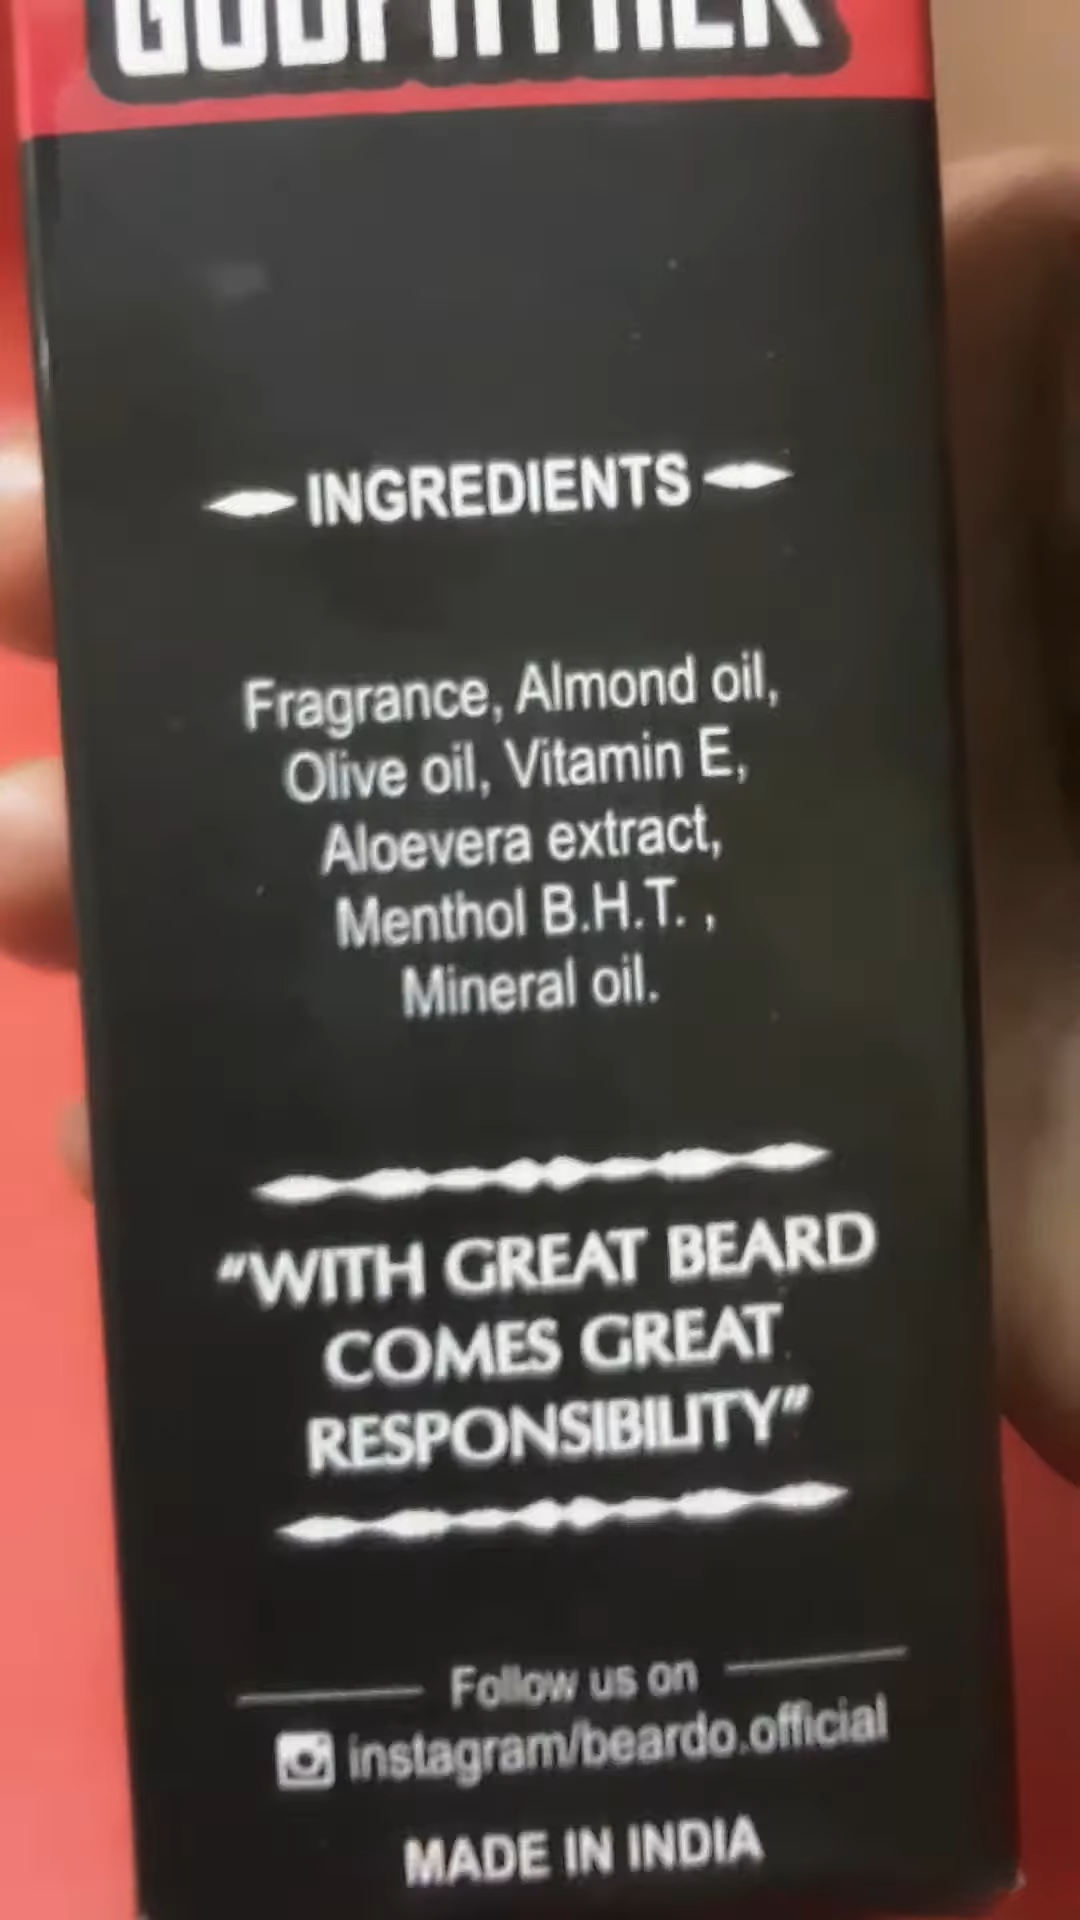 GODFATHER
INGREDIENTS
Fragrance, Almond oil,
Olive oil, Vitamin E,
Aloevera extract,
Menthol B.H.T. ,
Mineral oil.
"WITH GREAT BEARD
COMES GREAT
RESPONSIBILITY"
Follow us on
instagram/beardo.official
MADE IN INDIA